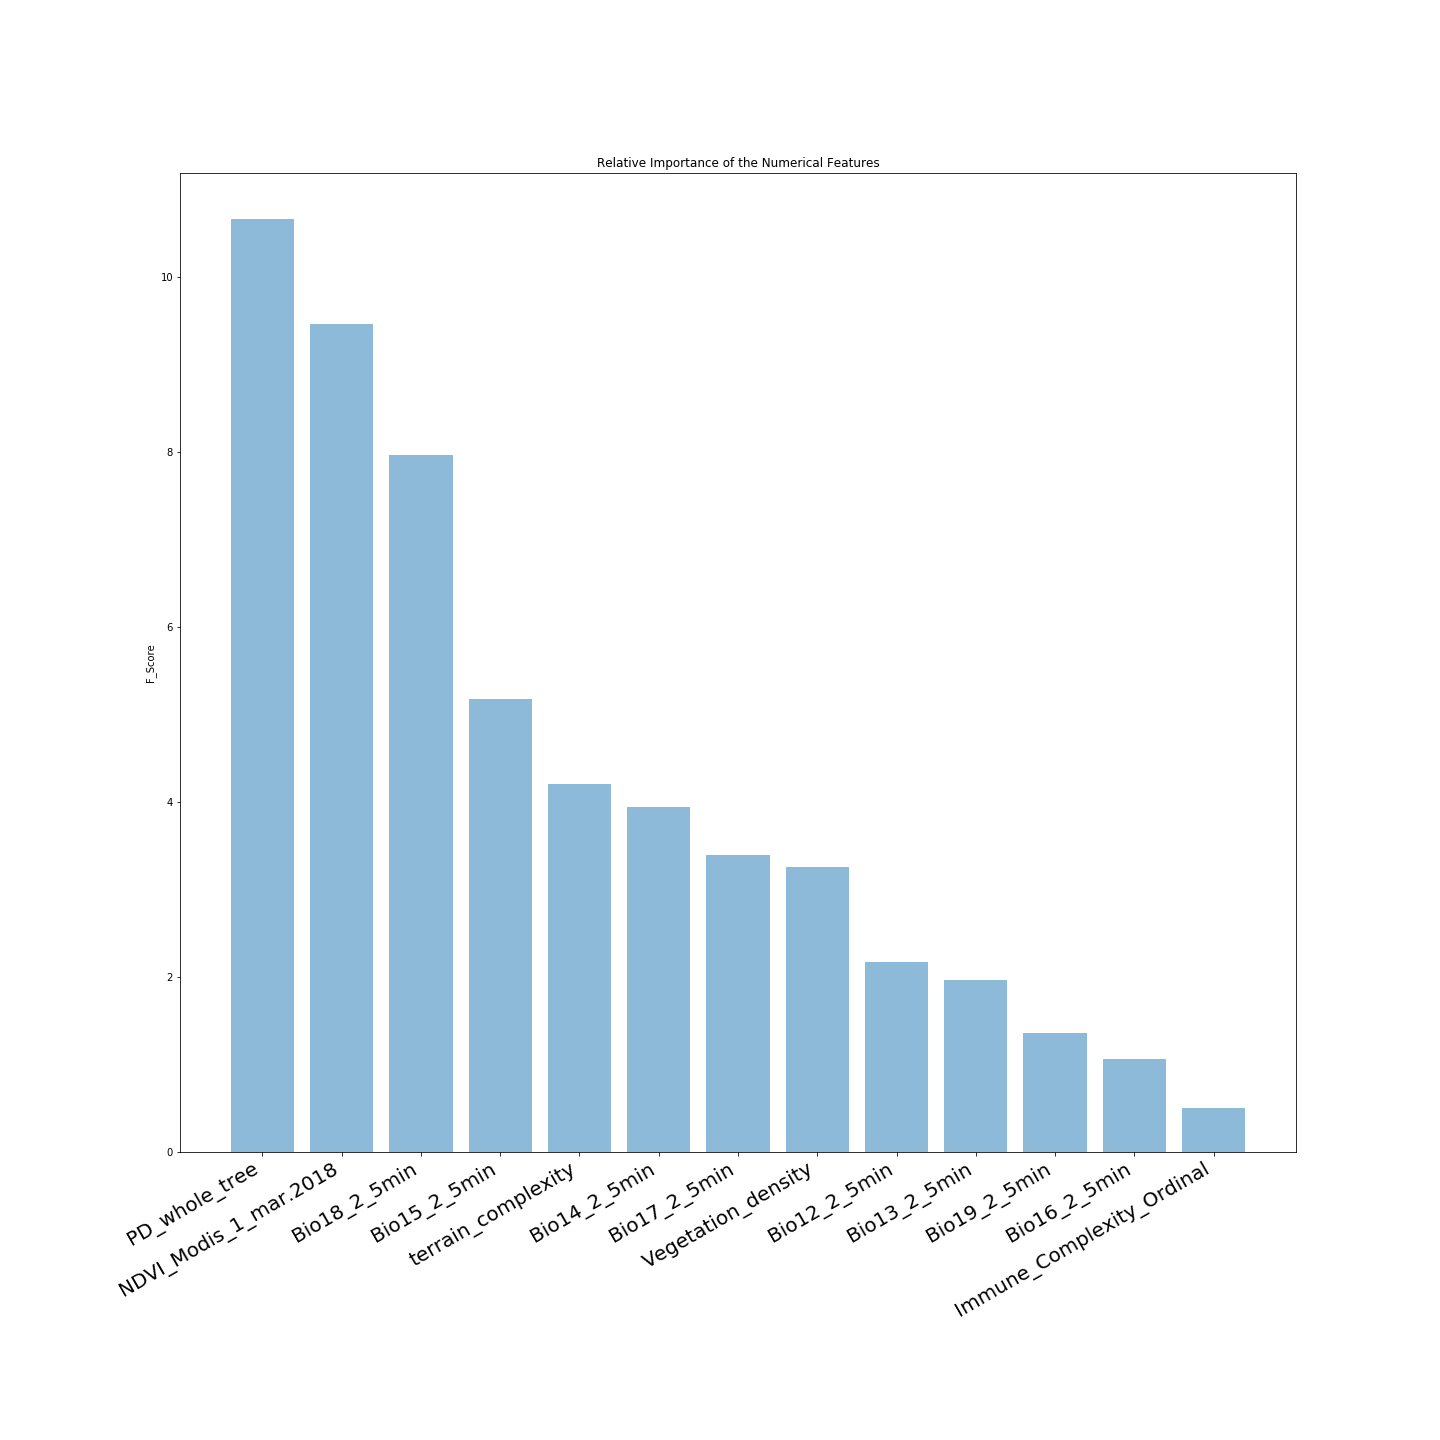 Relative Importance of the Numerical Features
10
8
6
4
2
0
F_Score
PD_whole_tree
NDVI_Modis_1_mar.2018
Bio18_2_5min
Bio15_2_5min
terrain_complexity
Bio14_2_5min
Bio17_2_5min
Vegetation_density
Bio12_2_5min
Bio13_2_5min
Bio19_2_5min
Bio16_2_5min
Immune_Complexity_Ordinal